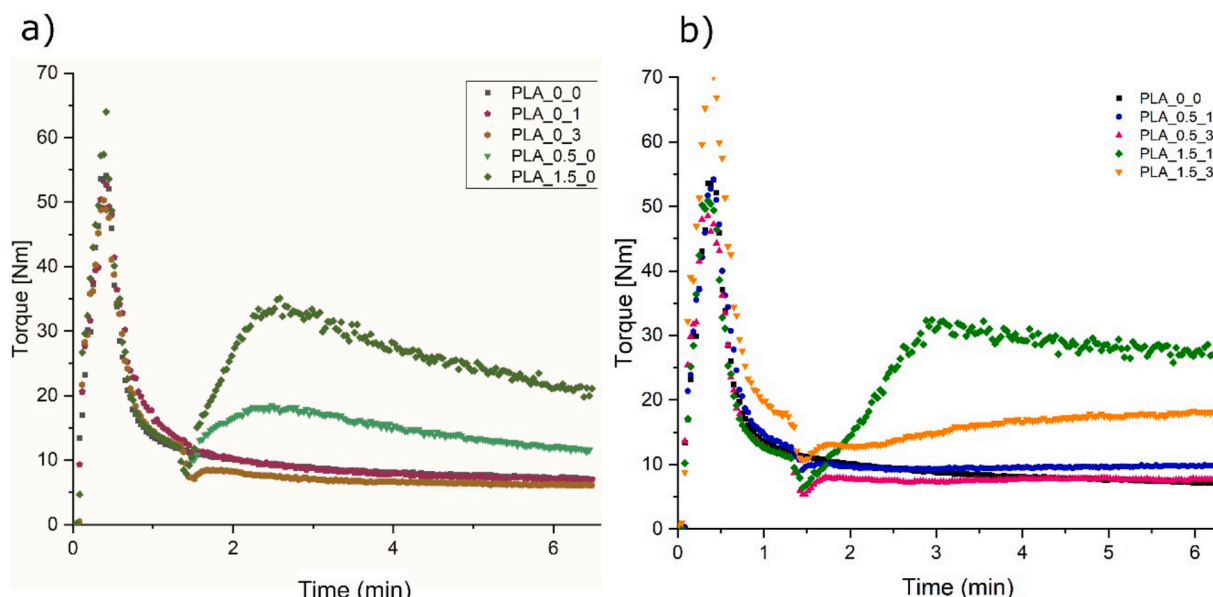 a)
70
60
50
40
30
20
10
0
Torque [Nm]
0
2
4
6
Time (min)
PLA_0_0
PLA_0_1
PLA_0_3
PLA_0.5_0
PLA_1.5_0
b)
70
60
50
40
30
20
10
0
Torque [Nm]
0
1
2
3
4
5
6
Time (min)
PLA_0_0
PLA_0.5_1
PLA_0.5_3
PLA_1.5_1
PLA_1.5_3